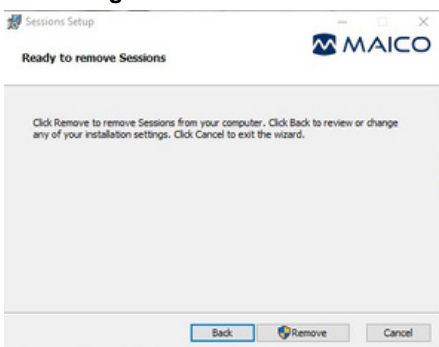 Sessions Setup
MAICO
Ready to remove Sessions
Click Remove to remove Sessions from your computer. Click Back to review or change
any of your installation settings. Click Cancel to exit the wizard.
Back
Remove
Cancel